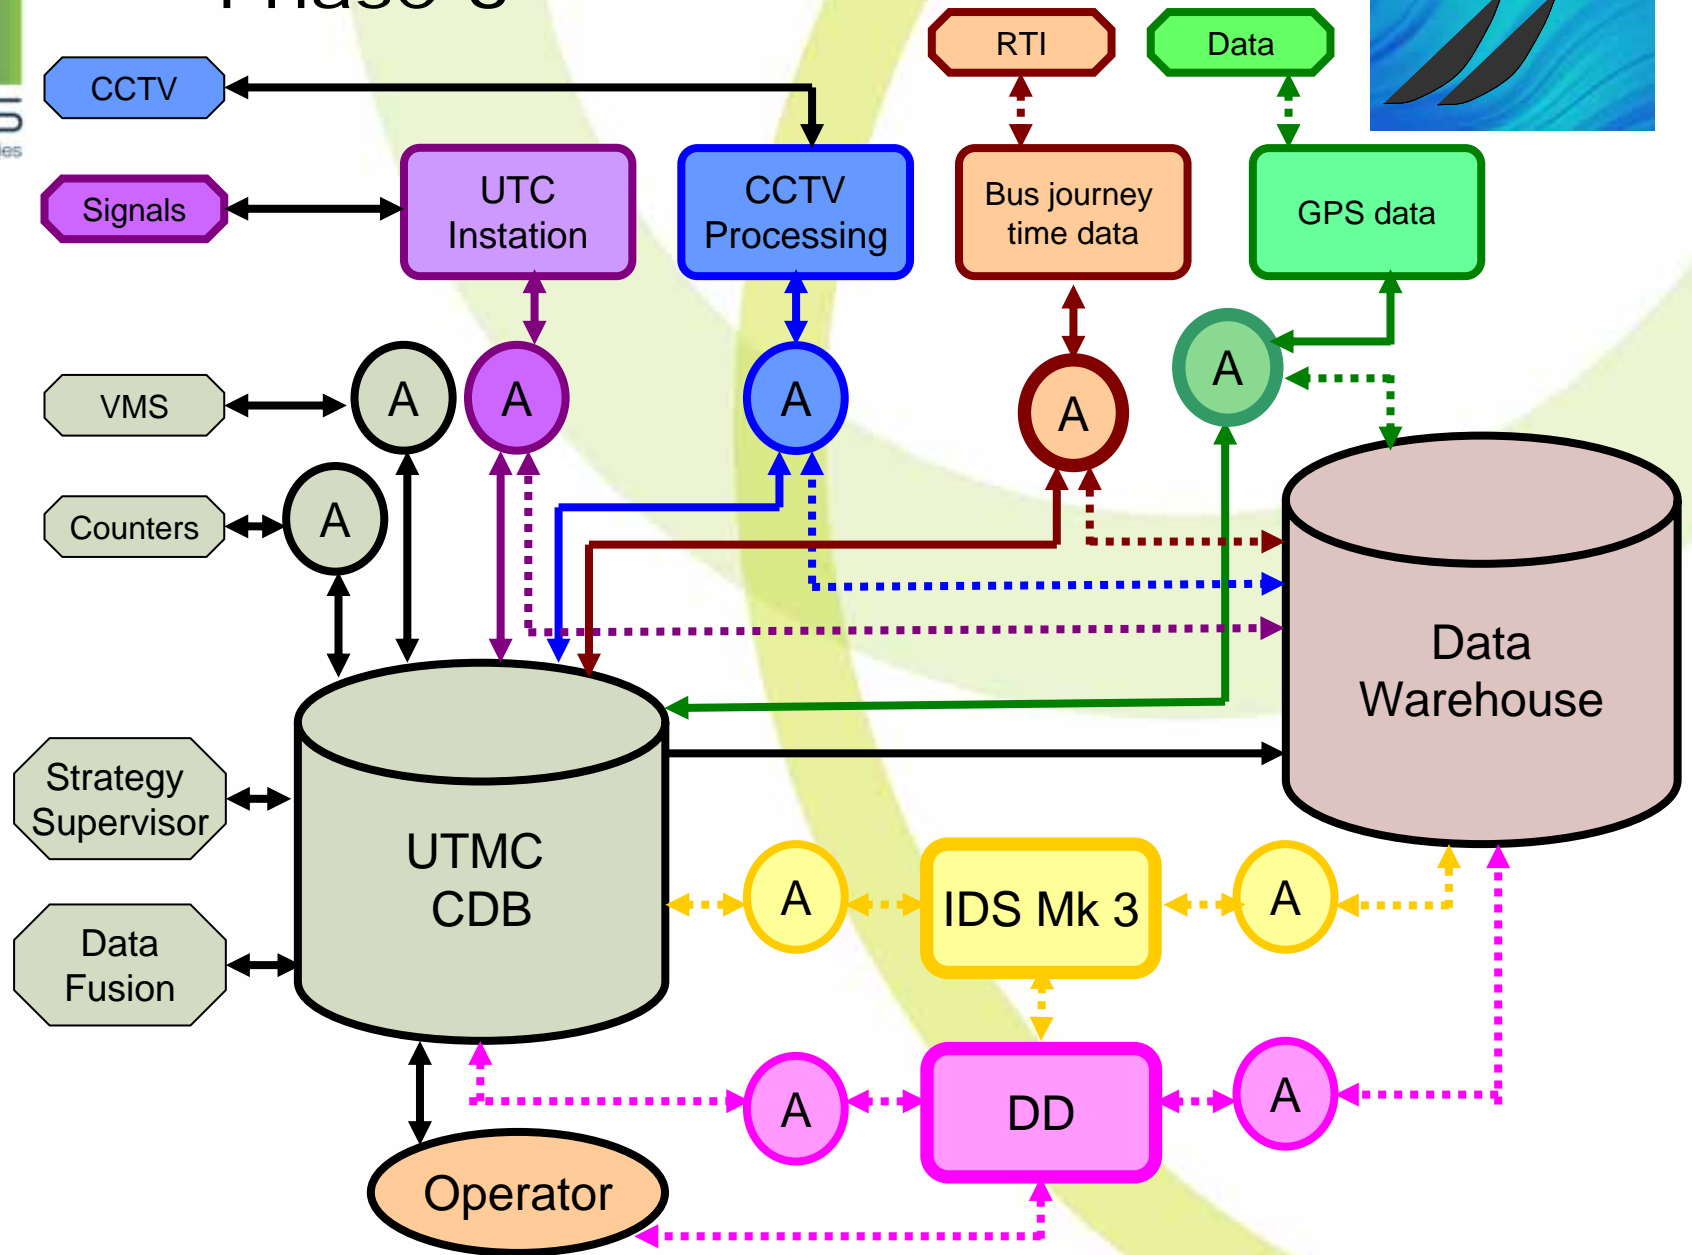 RTI
Data
CCTV
UTC
Instation
CCTV
Processing
Bus journey
time data
GPS data
Signals
A
VMS
A
A
A
A
Counters
A
Data
Warehouse
Strategy
Supervisor
UTMC
CDB
A
IDS Mk 3
A
Data
Fusion
A
DD
A
Operator